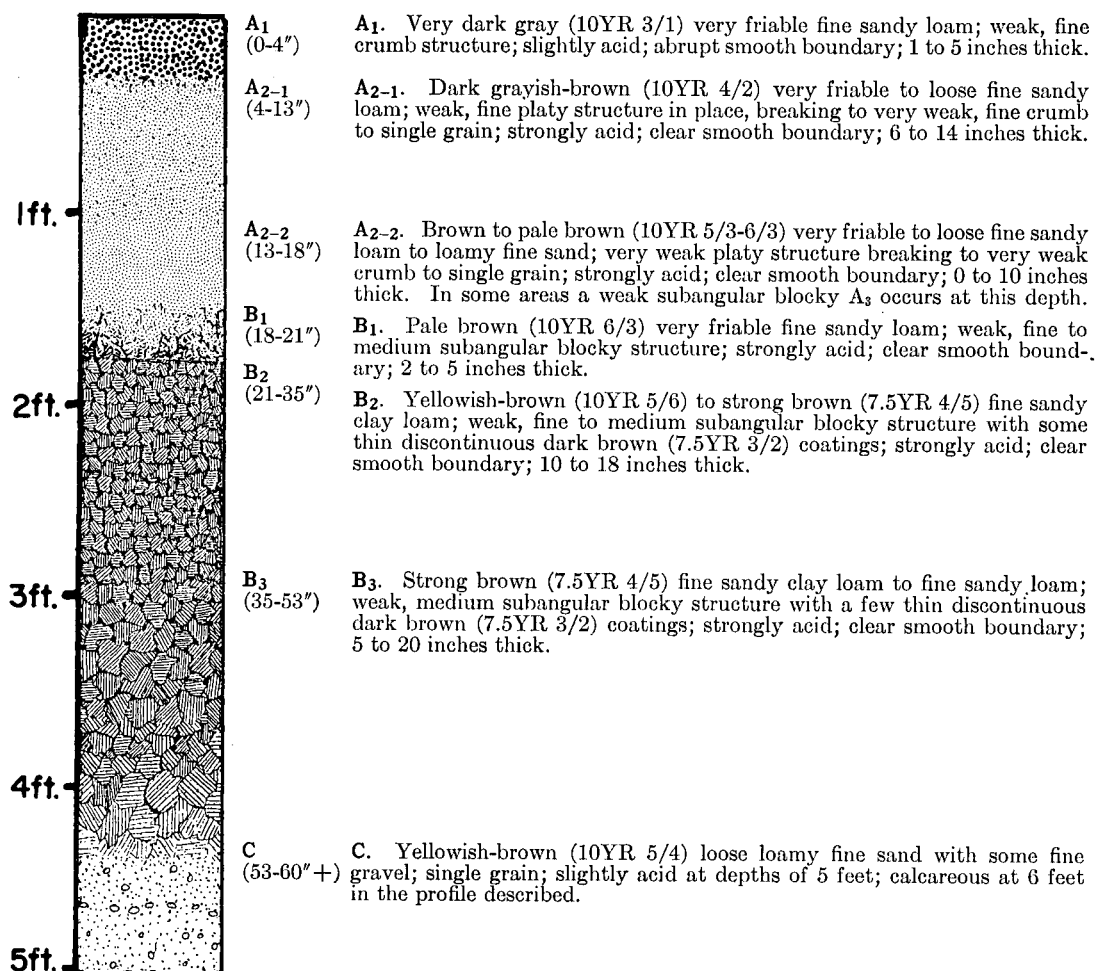 A1
(0-4″)
A1. Very dark gray (10YR 3/1) very friable fine sandy loam; weak, fine
crumb structure; slightly acid; abrupt smooth boundary; 1 to 5 inches thick.
A2-1
(4-13″)
A2-1. Dark grayish-brown (10YR 4/2) very friable to loose fine sandy
loam; weak, fine platy structure in place, breaking to very weak, fine crumb
to single grain; strongly acid; clear smooth boundary; 6 to 14 inches thick.
1ft.
A2-2
(13-18″)
A2-2. Brown to pale brown (10YR 5/3-6/3) very friable to loose fine sandy
loam to loamy fine sand; very weak platy structure breaking to very weak
crumb to single grain; strongly acid; clear smooth boundary; 0 to 10 inches
thick. In some areas a weak subangular blocky A3 occurs at this depth.
B1
(18-21″)
B1. Pale brown (10YR 6/3) very friable fine sandy loam; weak, fine to
medium subangular blocky structure; strongly acid; clear smooth bound-
ary; 2 to 5 inches thick.
B2
(21-35″)
2ft.
B2. Yellowish-brown (10YR 5/6) to strong brown (7.5YR 4/5) fine sandy
clay loam; weak, fine to medium subangular blocky structure with some
thin discontinuous dark brown (7.5YR 3/2) coatings; strongly acid; clear
smooth boundary; 10 to 18 inches thick.
3ft.
B3
(35-53″)
B3. Strong brown (7.5YR 4/5) fine sandy clay loam to fine sandy loam;
weak, medium subangular blocky structure with a few thin discontinuous
dark brown (7.5YR 3/2) coatings; strongly acid; clear smooth boundary;
5 to 20 inches thick.
4ft.
C
(53-60″+)
C. Yellowish-brown (10YR 5/4) loose loamy fine sand with some fine
gravel; single grain; slightly acid at depths of 5 feet; calcareous at 6 feet
in the profile described.
5ft.